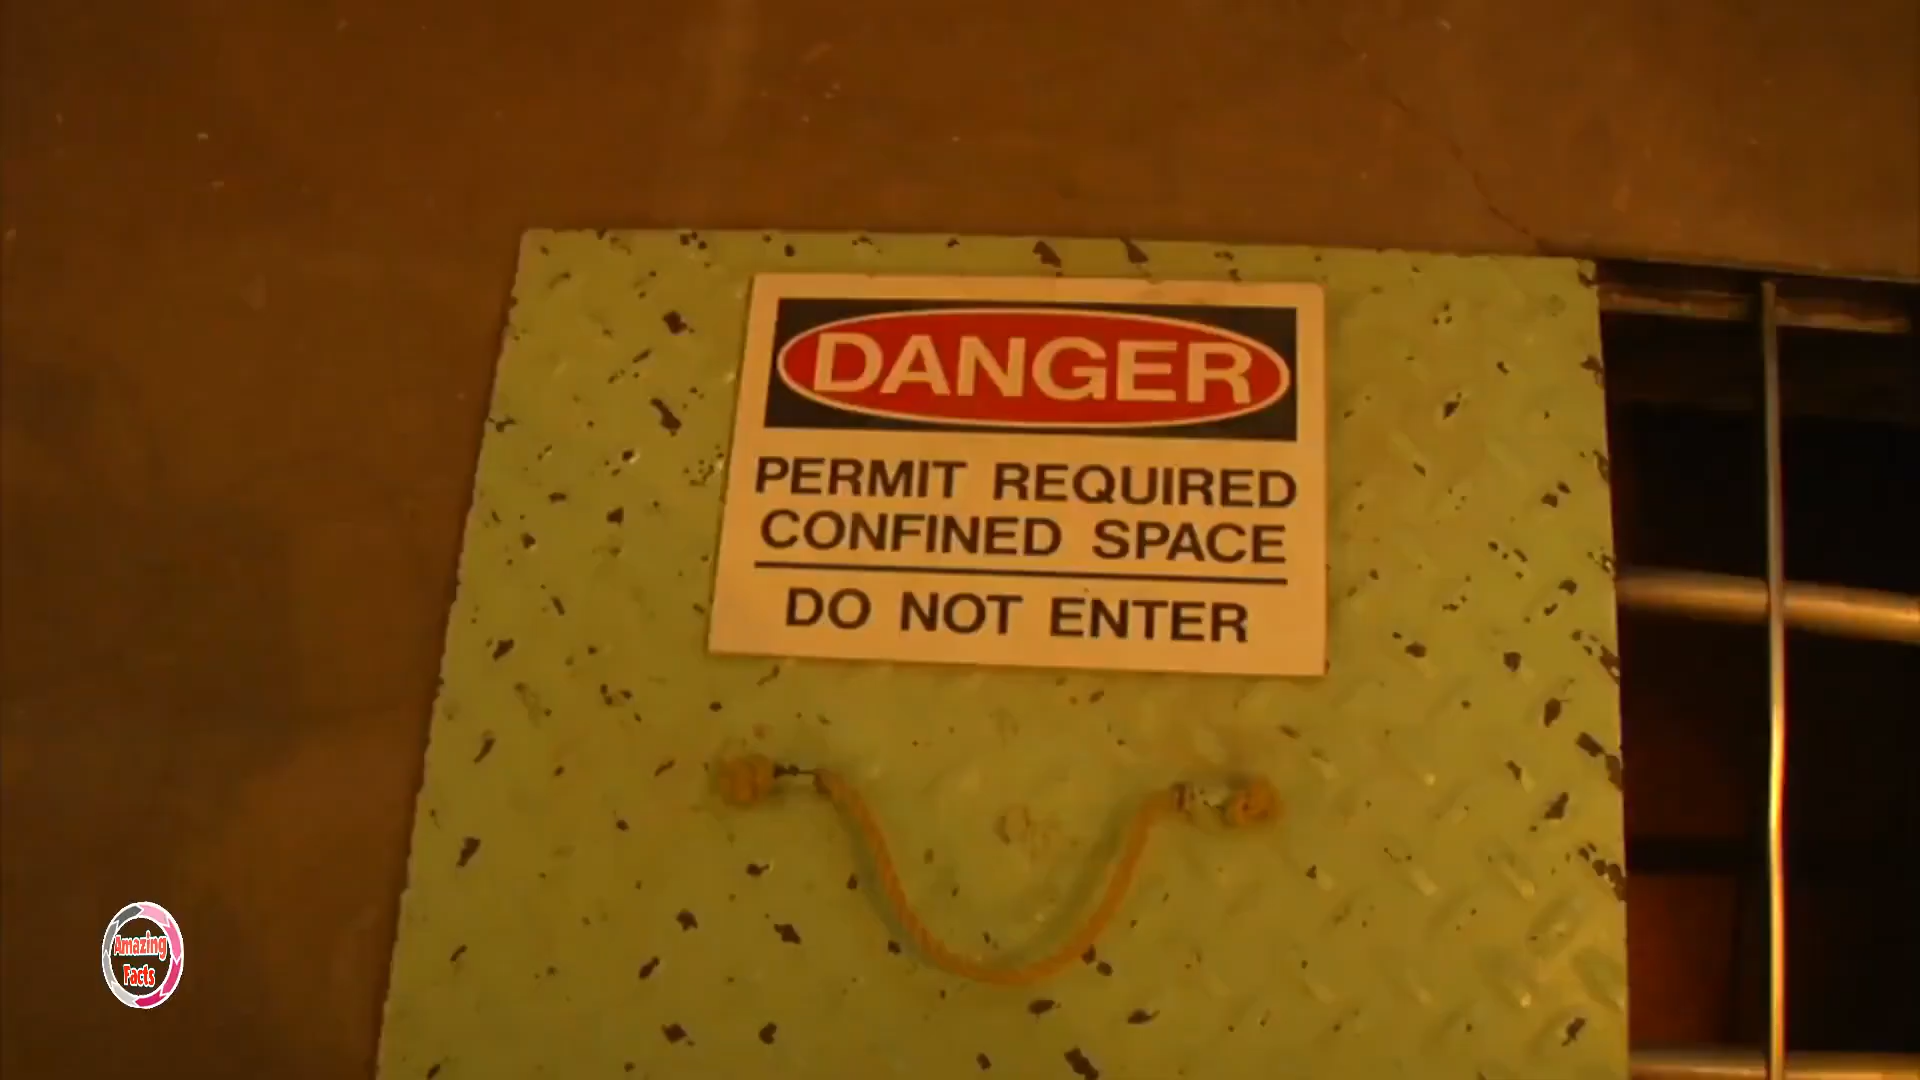 DANGER
PERMIT REQUIRED
CONFINED SPACE
DO NOT ENTER
Amazing
Facts